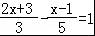 2x+3/3 - x-1/5 = 1